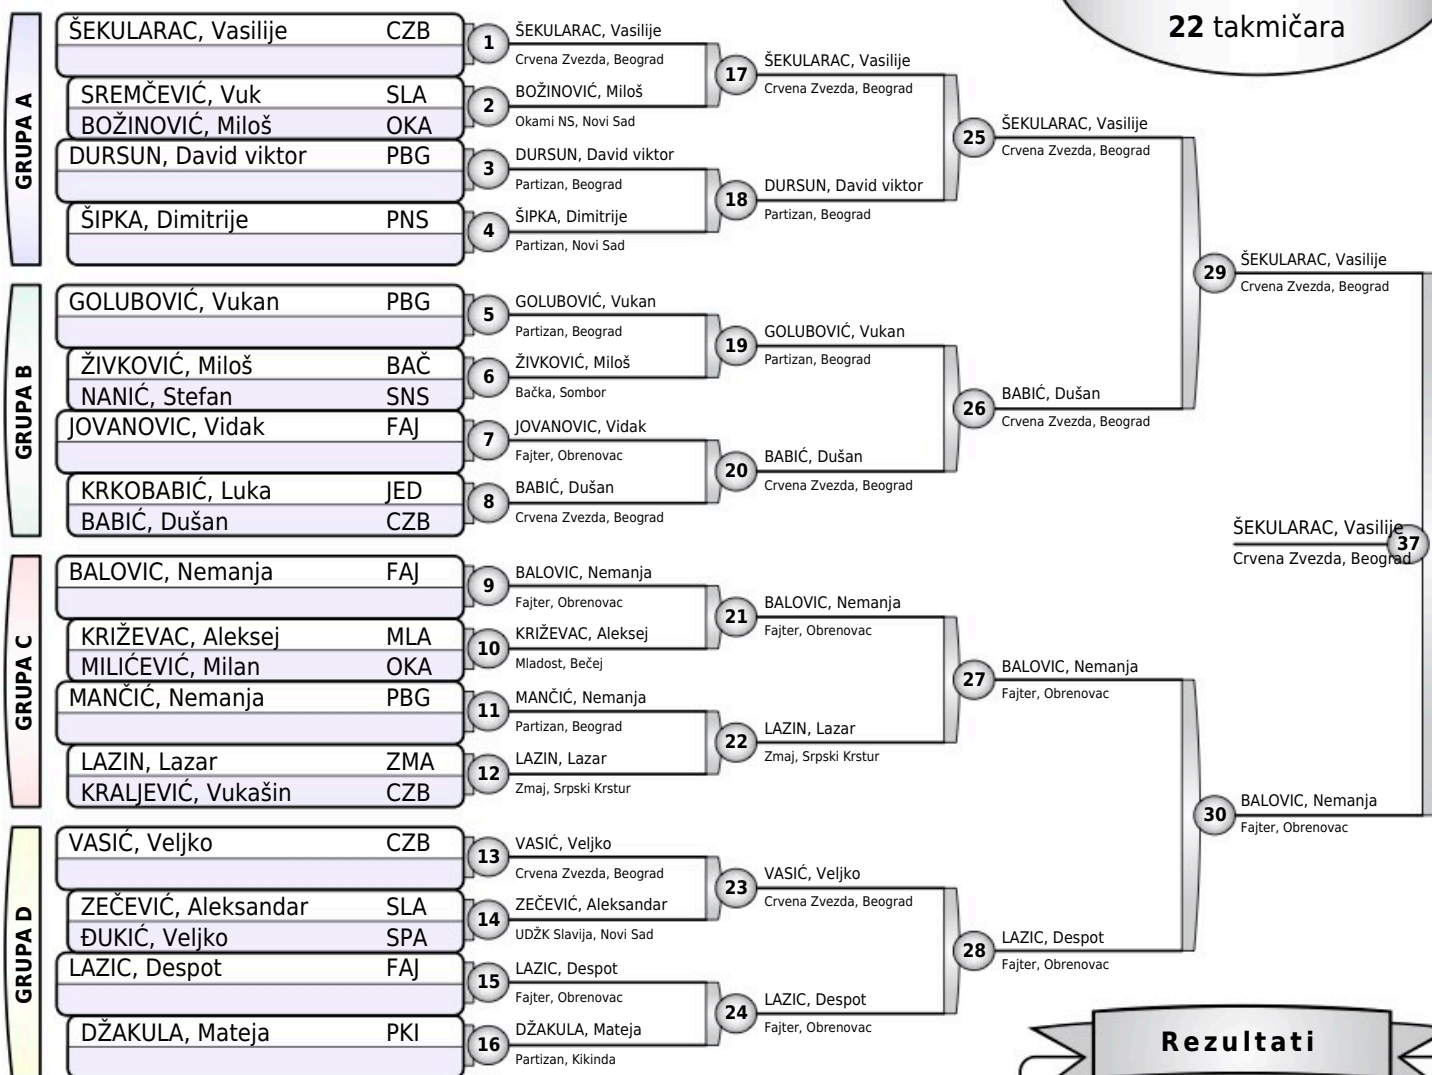 22 takmičara
GRUPA A
ŠEKULARAC, Vasilije CZB
SREMČEVIĆ, Vuk SLA
BOŽINOVIĆ, Miloš OKA
DURSUN, David viktor PBG
ŠIPKA, Dimitrije PNS
GRUPA B
GOLUBOVIĆ, Vukan PBG
ŽIVKOVIĆ, Miloš BAČ
NANIĆ, Stefan SNS
JOVANOVIC, Vidak FAJ
KRKOBABIĆ, Luka JED
BABIĆ, Dušan CZB
GRUPA C
BALOVIC, Nemanja FAJ
KRIŽEVAC, Aleksej MLA
MILIĆEVIĆ, Milan OKA
MANČIĆ, Nemanja PBG
LAZIN, Lazar ZMA
KRALJEVIĆ, Vukašin CZB
GRUPA D
VASIĆ, Veljko CZB
ZEČEVIĆ, Aleksandar SLA
ĐUKIĆ, Veljko SPA
LAZIC, Despot FAJ
DŽAKULA, Mateja PKI
1 ŠEKULARAC, Vasilije
Crvena Zvezda, Beograd
2 BOŽINOVIĆ, Miloš
Okami NS, Novi Sad
3 DURSUN, David viktor
Partizan, Beograd
4 ŠIPKA, Dimitrije
Partizan, Novi Sad
5 GOLUBOVIĆ, Vukan
Partizan, Beograd
6 ŽIVKOVIĆ, Miloš
Bačka, Sombor
7 JOVANOVIC, Vidak
Fajter, Obrenovac
8 BABIĆ, Dušan
Crvena Zvezda, Beograd
9 BALOVIC, Nemanja
Fajter, Obrenovac
10 KRIŽEVAC, Aleksej
Mladost, Bečej
11 MANČIĆ, Nemanja
Partizan, Beograd
12 LAZIN, Lazar
Zmaj, Srpski Krstur
13 VASIĆ, Veljko
Crvena Zvezda, Beograd
14 ZEČEVIĆ, Aleksandar
UDŽK Slavija, Novi Sad
15 LAZIC, Despot
Fajter, Obrenovac
16 DŽAKULA, Mateja
Partizan, Kikinda
17 ŠEKULARAC, Vasilije
Crvena Zvezda, Beograd
18 DURSUN, David viktor
Partizan, Beograd
19 GOLUBOVIĆ, Vukan
Partizan, Beograd
20 BABIĆ, Dušan
Crvena Zvezda, Beograd
21 BALOVIC, Nemanja
Fajter, Obrenovac
22 LAZIN, Lazar
Zmaj, Srpski Krstur
23 VASIĆ, Veljko
Crvena Zvezda, Beograd
24 LAZIC, Despot
Fajter, Obrenovac
25 ŠEKULARAC, Vasilije
Crvena Zvezda, Beograd
26 BABIĆ, Dušan
Crvena Zvezda, Beograd
27 BALOVIC, Nemanja
Fajter, Obrenovac
28 LAZIC, Despot
Fajter, Obrenovac
29 ŠEKULARAC, Vasilije
Crvena Zvezda, Beograd
30 BALOVIC, Nemanja
Fajter, Obrenovac
ŠEKULARAC, Vasilije 37
Crvena Zvezda, Beograd
Rezultati